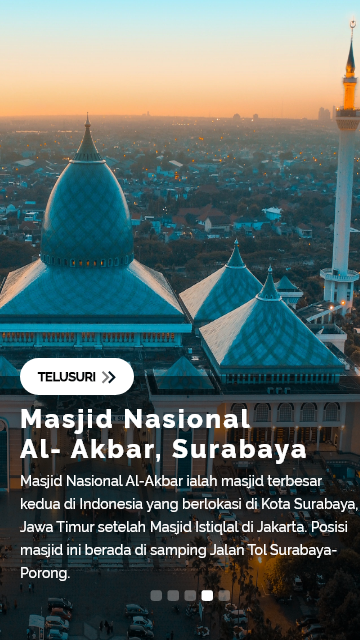 TELUSURI
Masjid Nasional
Al- Akbar, Surabaya
Masjid Nasional Al-Akbar ialah masjid terbesar
kedua di Indonesia yang berlokasi di Kota Surabaya,
Jawa Timur setelah Masjid Istiqlal di Jakarta. Posisi
masjid ini berada di samping Jalan Tol Surabaya-
Porong.